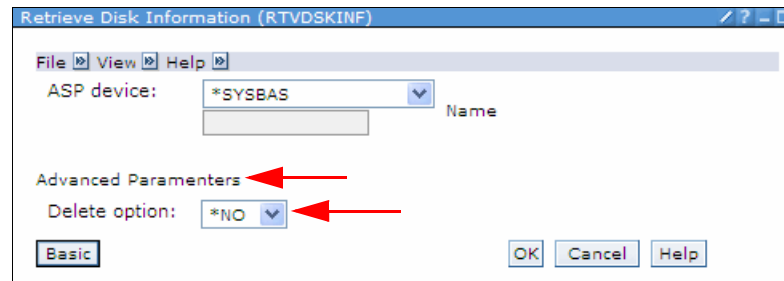 Retrieve Disk Information (RTVDSKINF)
File View Help
ASP device: *SYSBAS
Name
Advanced Paramenters
Delete option: *NO
Basic OK Cancel Help